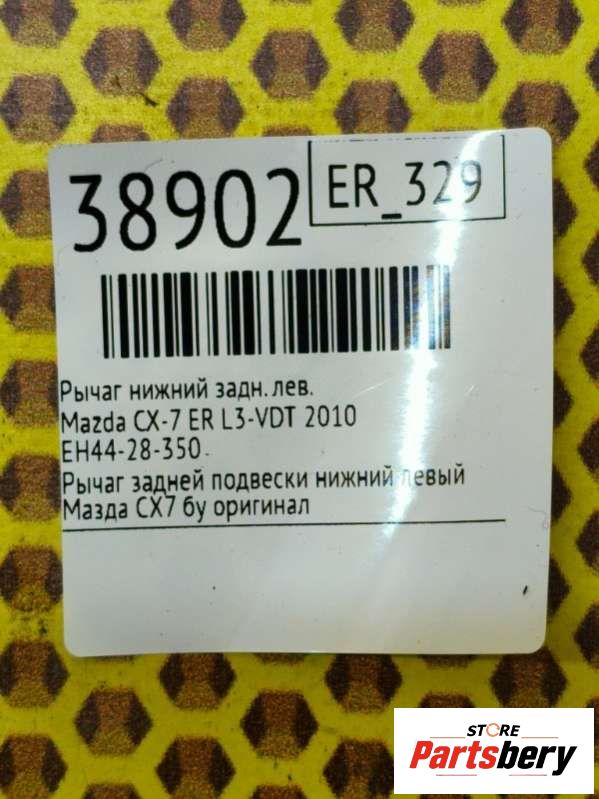 38902
ER_329
Рычаг нижний задн. лев.
Mazda CX-7 ER L3-VDT 2010
EH44-28-350
Рычаг задней подвески нижний левый
Мазда CX7 бу оригинал
STORE
Partsbery